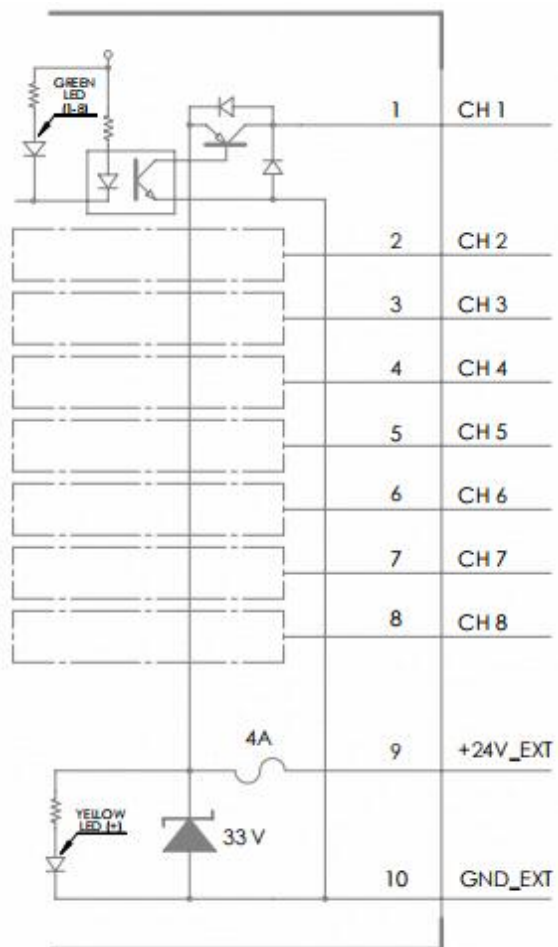 GREEN
LED
(1-8)
1 CH 1
2 CH 2
3 CH 3
4 CH 4
5 CH 5
6 CH 6
7 CH 7
8 CH 8
4A
9 +24V_EXT
YELLOW
LED (+)
33 V
10 GND_EXT